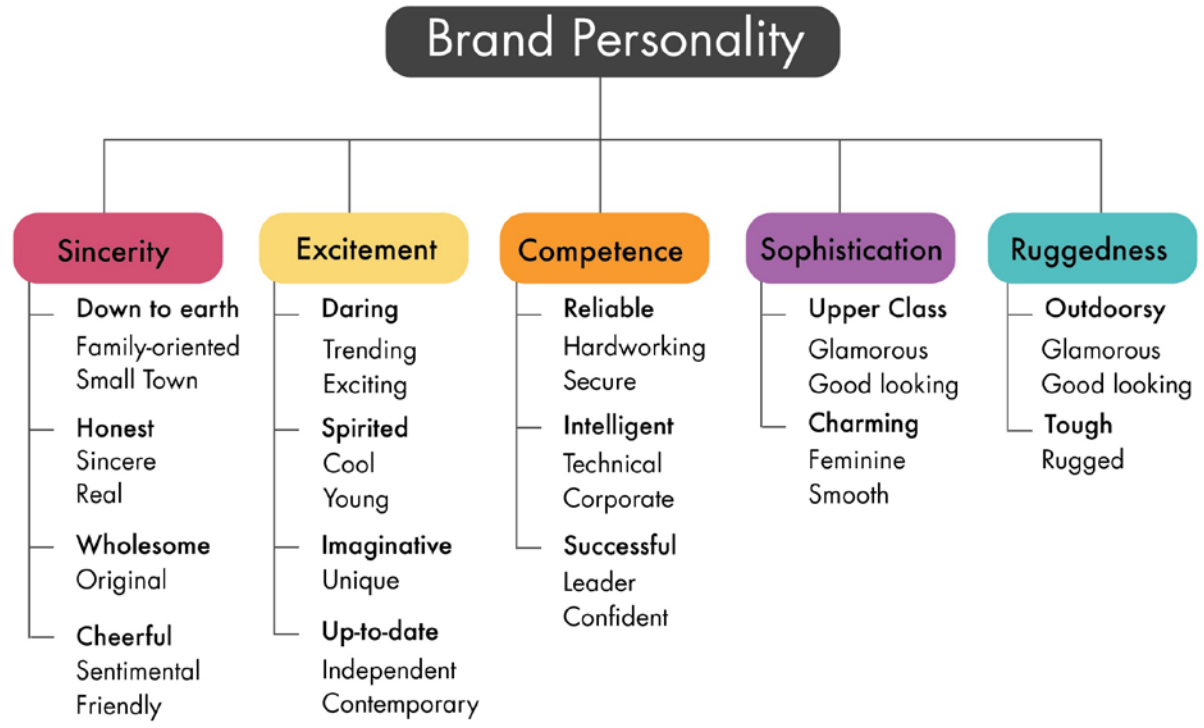 Brand Personality
Sincerity
Down to earth
Family-oriented
Small Town
Honest
Sincere
Real
Wholesome
Original
Cheerful
Sentimental
Friendly
Excitement
Daring
Trending
Exciting
Spirited
Cool
Young
Imaginative
Unique
Up-to-date
Independent
Contemporary
Competence
Reliable
Hardworking
Secure
Intelligent
Technical
Corporate
Successful
Leader
Confident
Sophistication
Upper Class
Glamorous
Good looking
Charming
Feminine
Smooth
Ruggedness
Outdoorsy
Glamorous
Good looking
Tough
Rugged